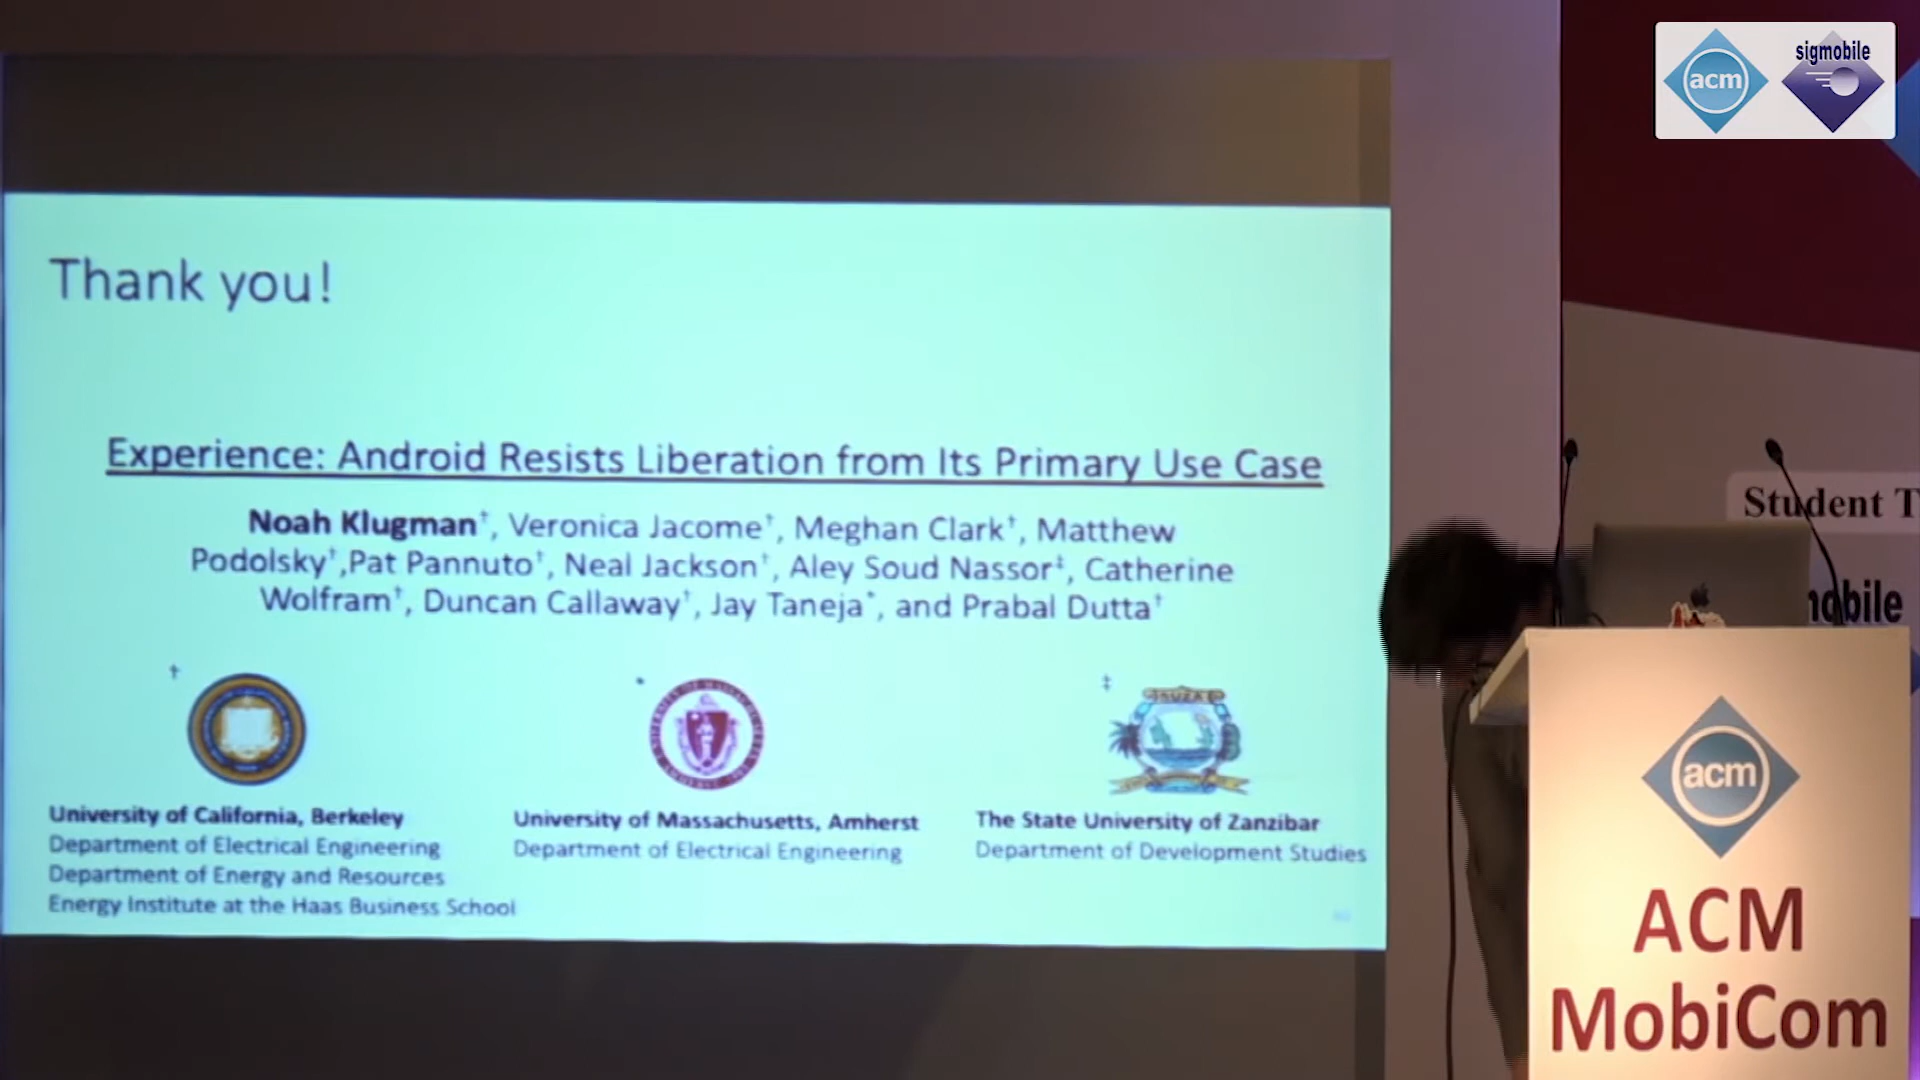 acm
sigmobile
Thank you!
Experience: Android Resists Liberation from Its Primary Use Case
Noah Klugman†, Veronica Jacome†, Meghan Clark†, Matthew
Podolsky†,Pat Pannuto†, Neal Jackson†, Aley Soud Nassor‡, Catherine
Wolfram†, Duncan Callaway†, Jay Taneja*, and Prabal Dutta†
†
*
‡
University of California, Berkeley
Department of Electrical Engineering
Department of Energy and Resources
Energy Institute at the Haas Business School
University of Massachusetts, Amherst
Department of Electrical Engineering
The State University of Zanzibar
Department of Development Studies
Student T
mobile
acm
ACM
MobiCom